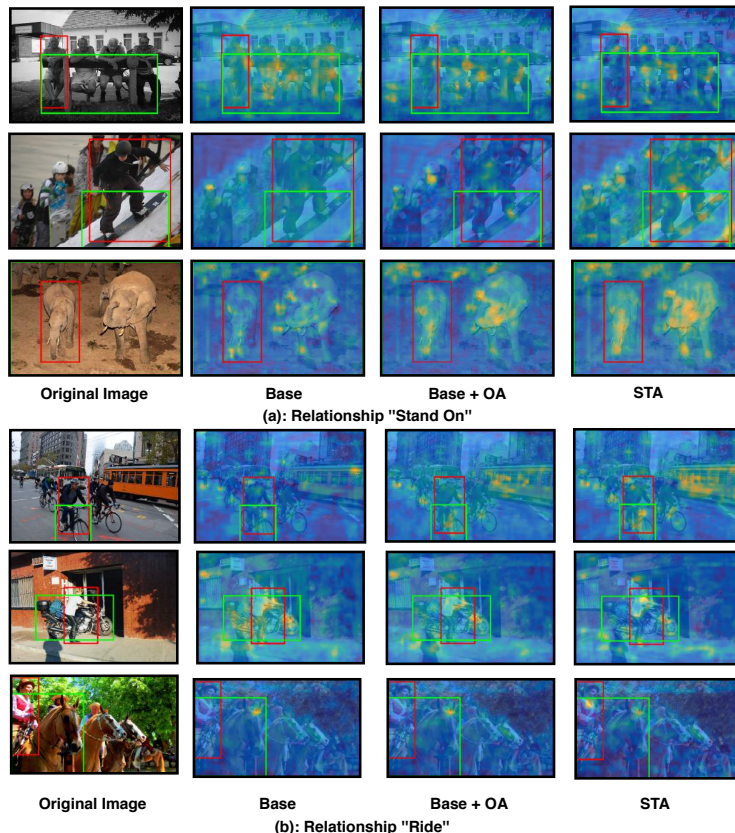 Original Image Base Base + OA STA
(a): Relationship "Stand On"
Original Image Base Base + OA STA
(b): Relationship "Ride"